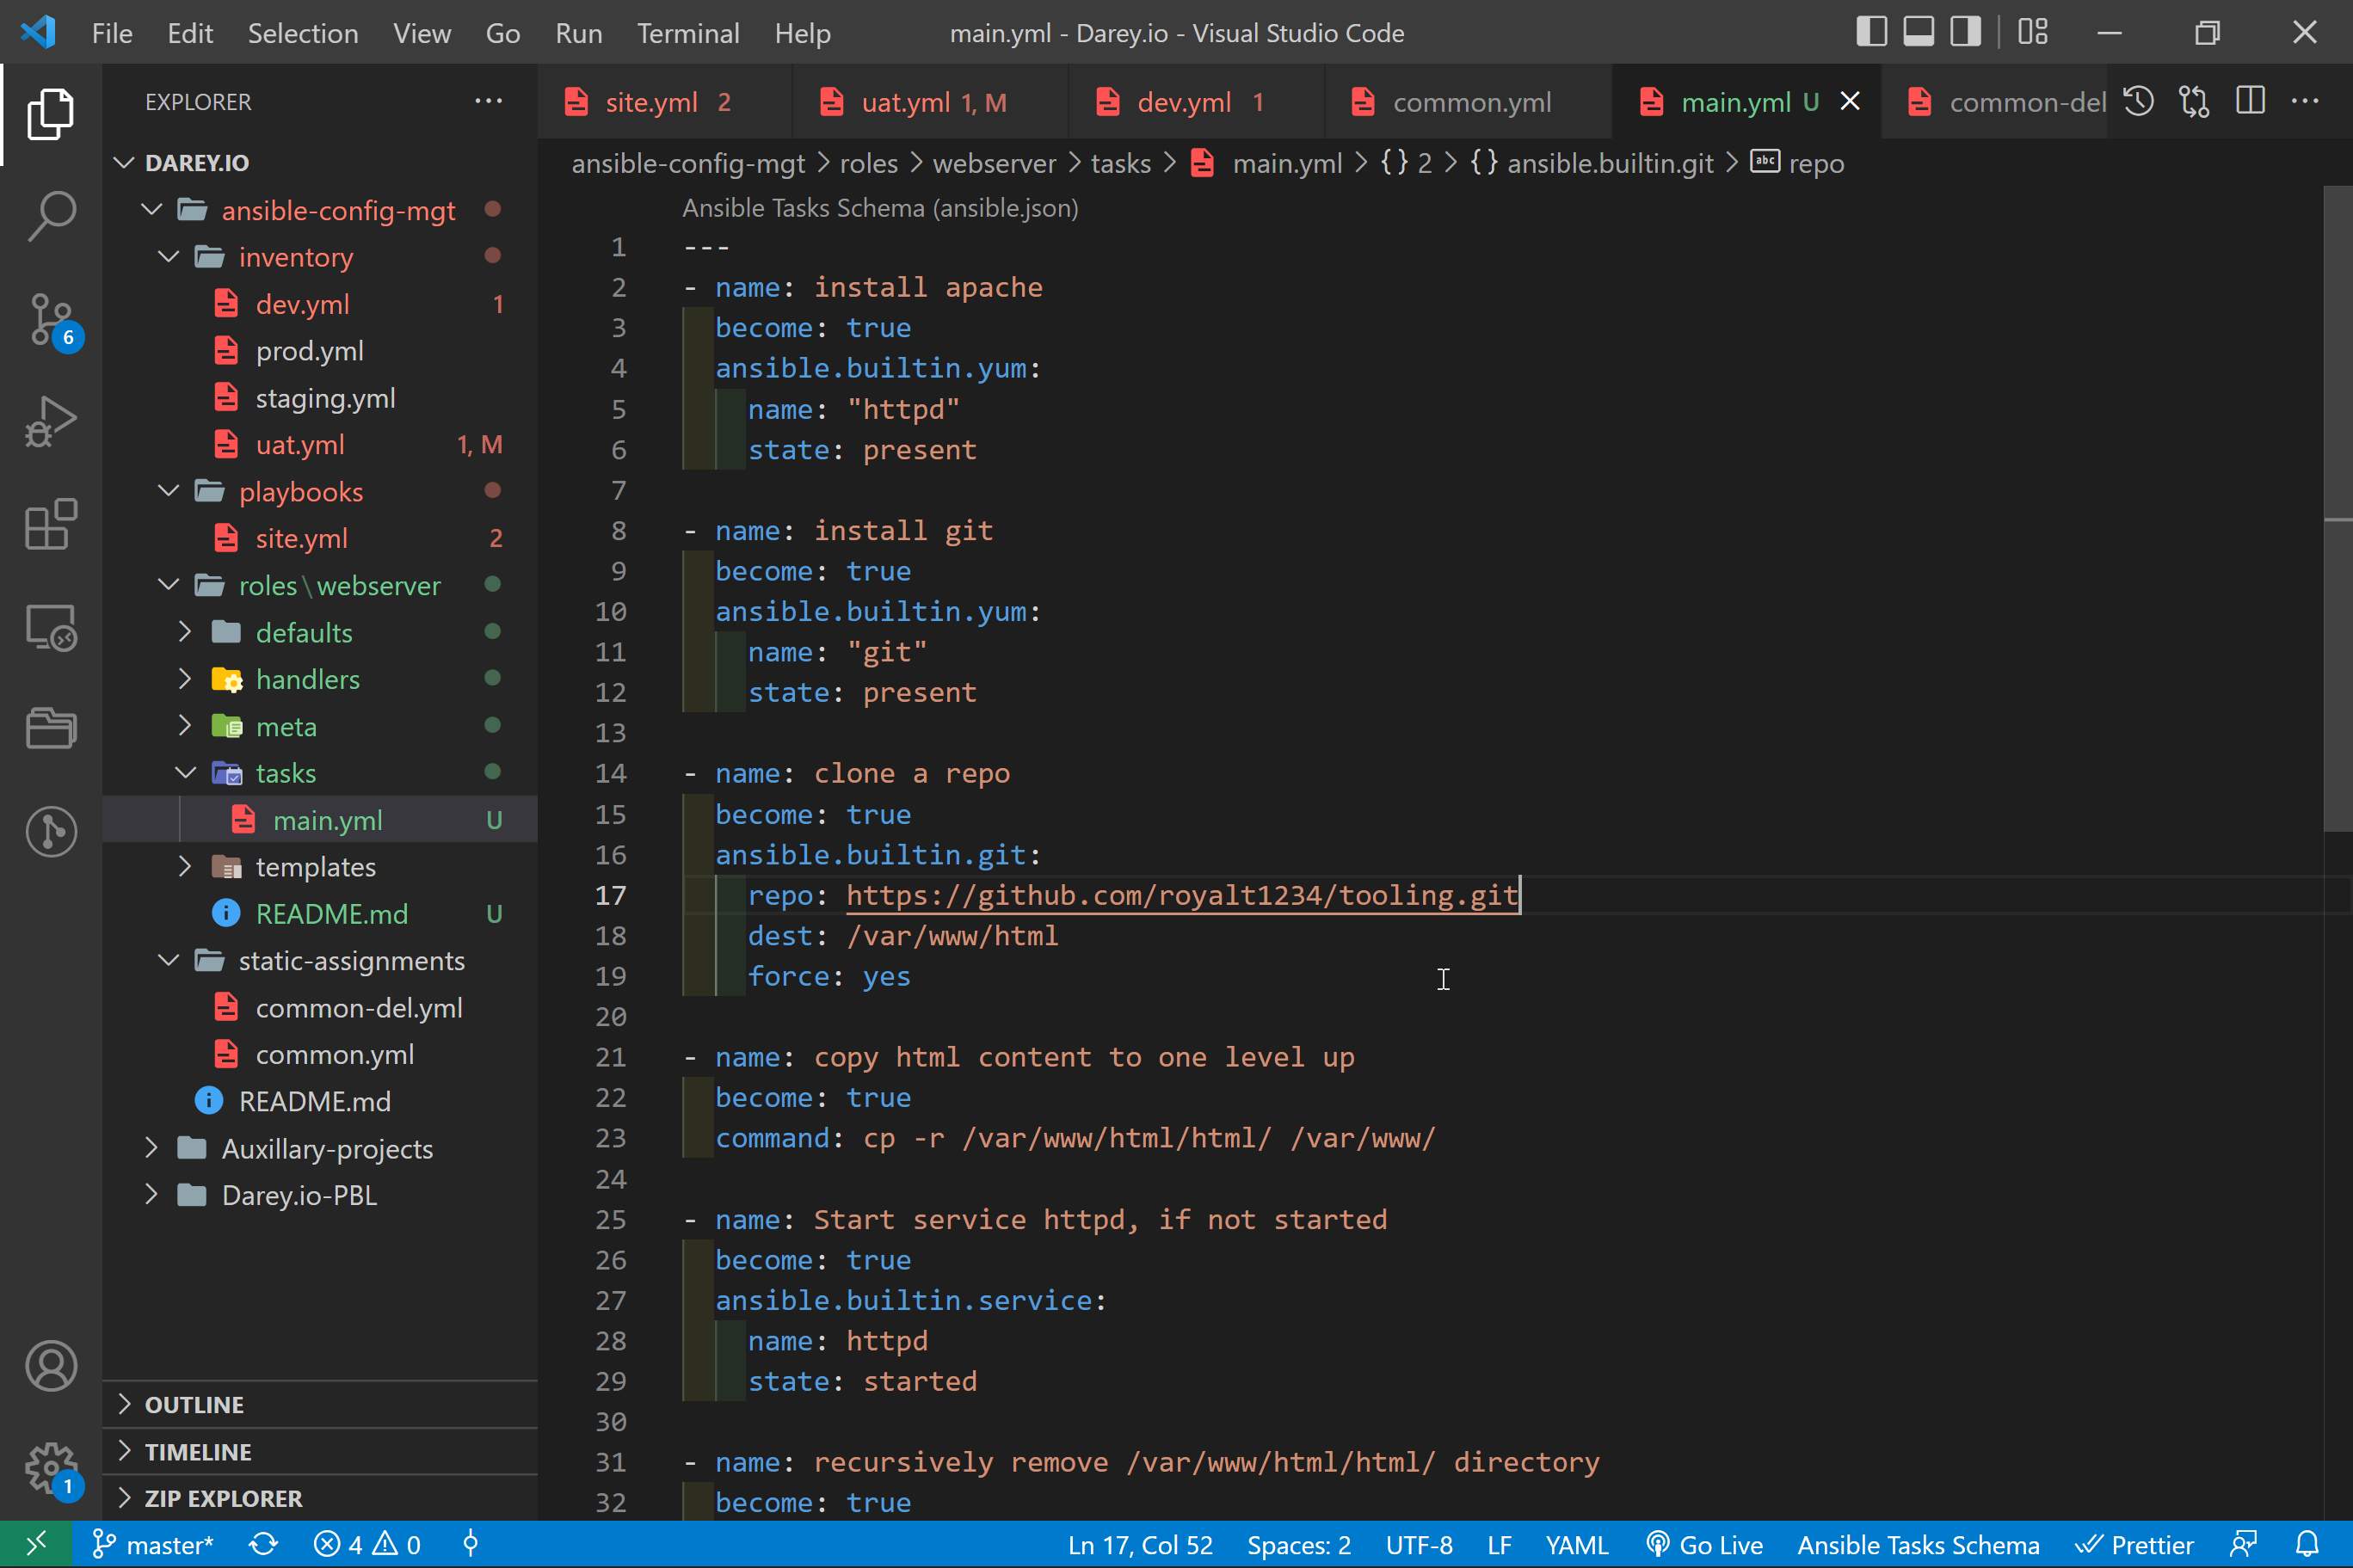 File Edit Selection View Go Run Terminal Help main.yml - Darey.io - Visual Studio Code
EXPLORER
site.yml 2 uat.yml 1, M dev.yml 1 common.yml main.yml U common-del
ansible-config-mgt > roles > webserver > tasks > main.yml > {} 2 > {} ansible.builtin.git > abc repo
DAREY.IO
ansible-config-mgt
inventory
dev.yml 1
prod.yml
staging.yml
uat.yml 1, M
playbooks
site.yml 2
roles\webserver
defaults
handlers
meta
tasks
main.yml U
templates
README.md U
static-assignments
common-del.yml
common.yml
README.md
Auxillary-projects
Darey.io-PBL
OUTLINE
TIMELINE
ZIP EXPLORER
6
1
Ansible Tasks Schema (ansible.json)
1 ---
2 - name: install apache
3 become: true
4 ansible.builtin.yum:
5 name: "httpd"
6 state: present
7
8 - name: install git
9 become: true
10 ansible.builtin.yum:
11 name: "git"
12 state: present
13
14 - name: clone a repo
15 become: true
16 ansible.builtin.git:
17 repo: https://github.com/royalt1234/tooling.git
18 dest: /var/www/html
19 force: yes
20
21 - name: copy html content to one level up
22 become: true
23 command: cp -r /var/www/html/html/ /var/www/
24
25 - name: Start service httpd, if not started
26 become: true
27 ansible.builtin.service:
28 name: httpd
29 state: started
30
31 - name: recursively remove /var/www/html/html/ directory
32 become: true
master* 4 0 Ln 17, Col 52 Spaces: 2 UTF-8 LF YAML Go Live Ansible Tasks Schema Prettier